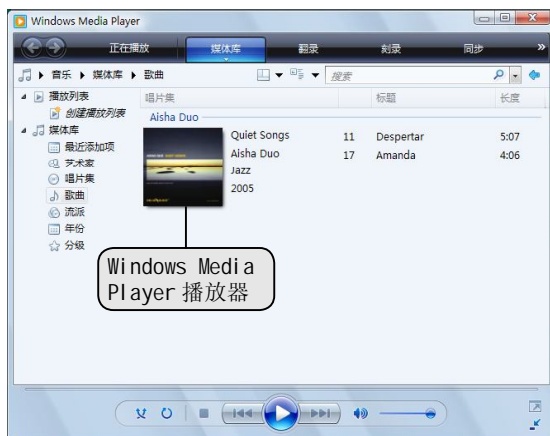 Windows Media Player
正在播放 媒体库 翻录 刻录 同步 »
音乐 媒体库 歌曲 搜索
播放列表
创建播放列表
媒体库
最近添加项
艺术家
唱片集
歌曲
流派
年份
分级
唱片集 标题 长度
Aisha Duo
Quiet Songs 11 Despertar 5:07
Aisha Duo 17 Amanda 4:06
Jazz
2005
Windows Media
Player 播放器